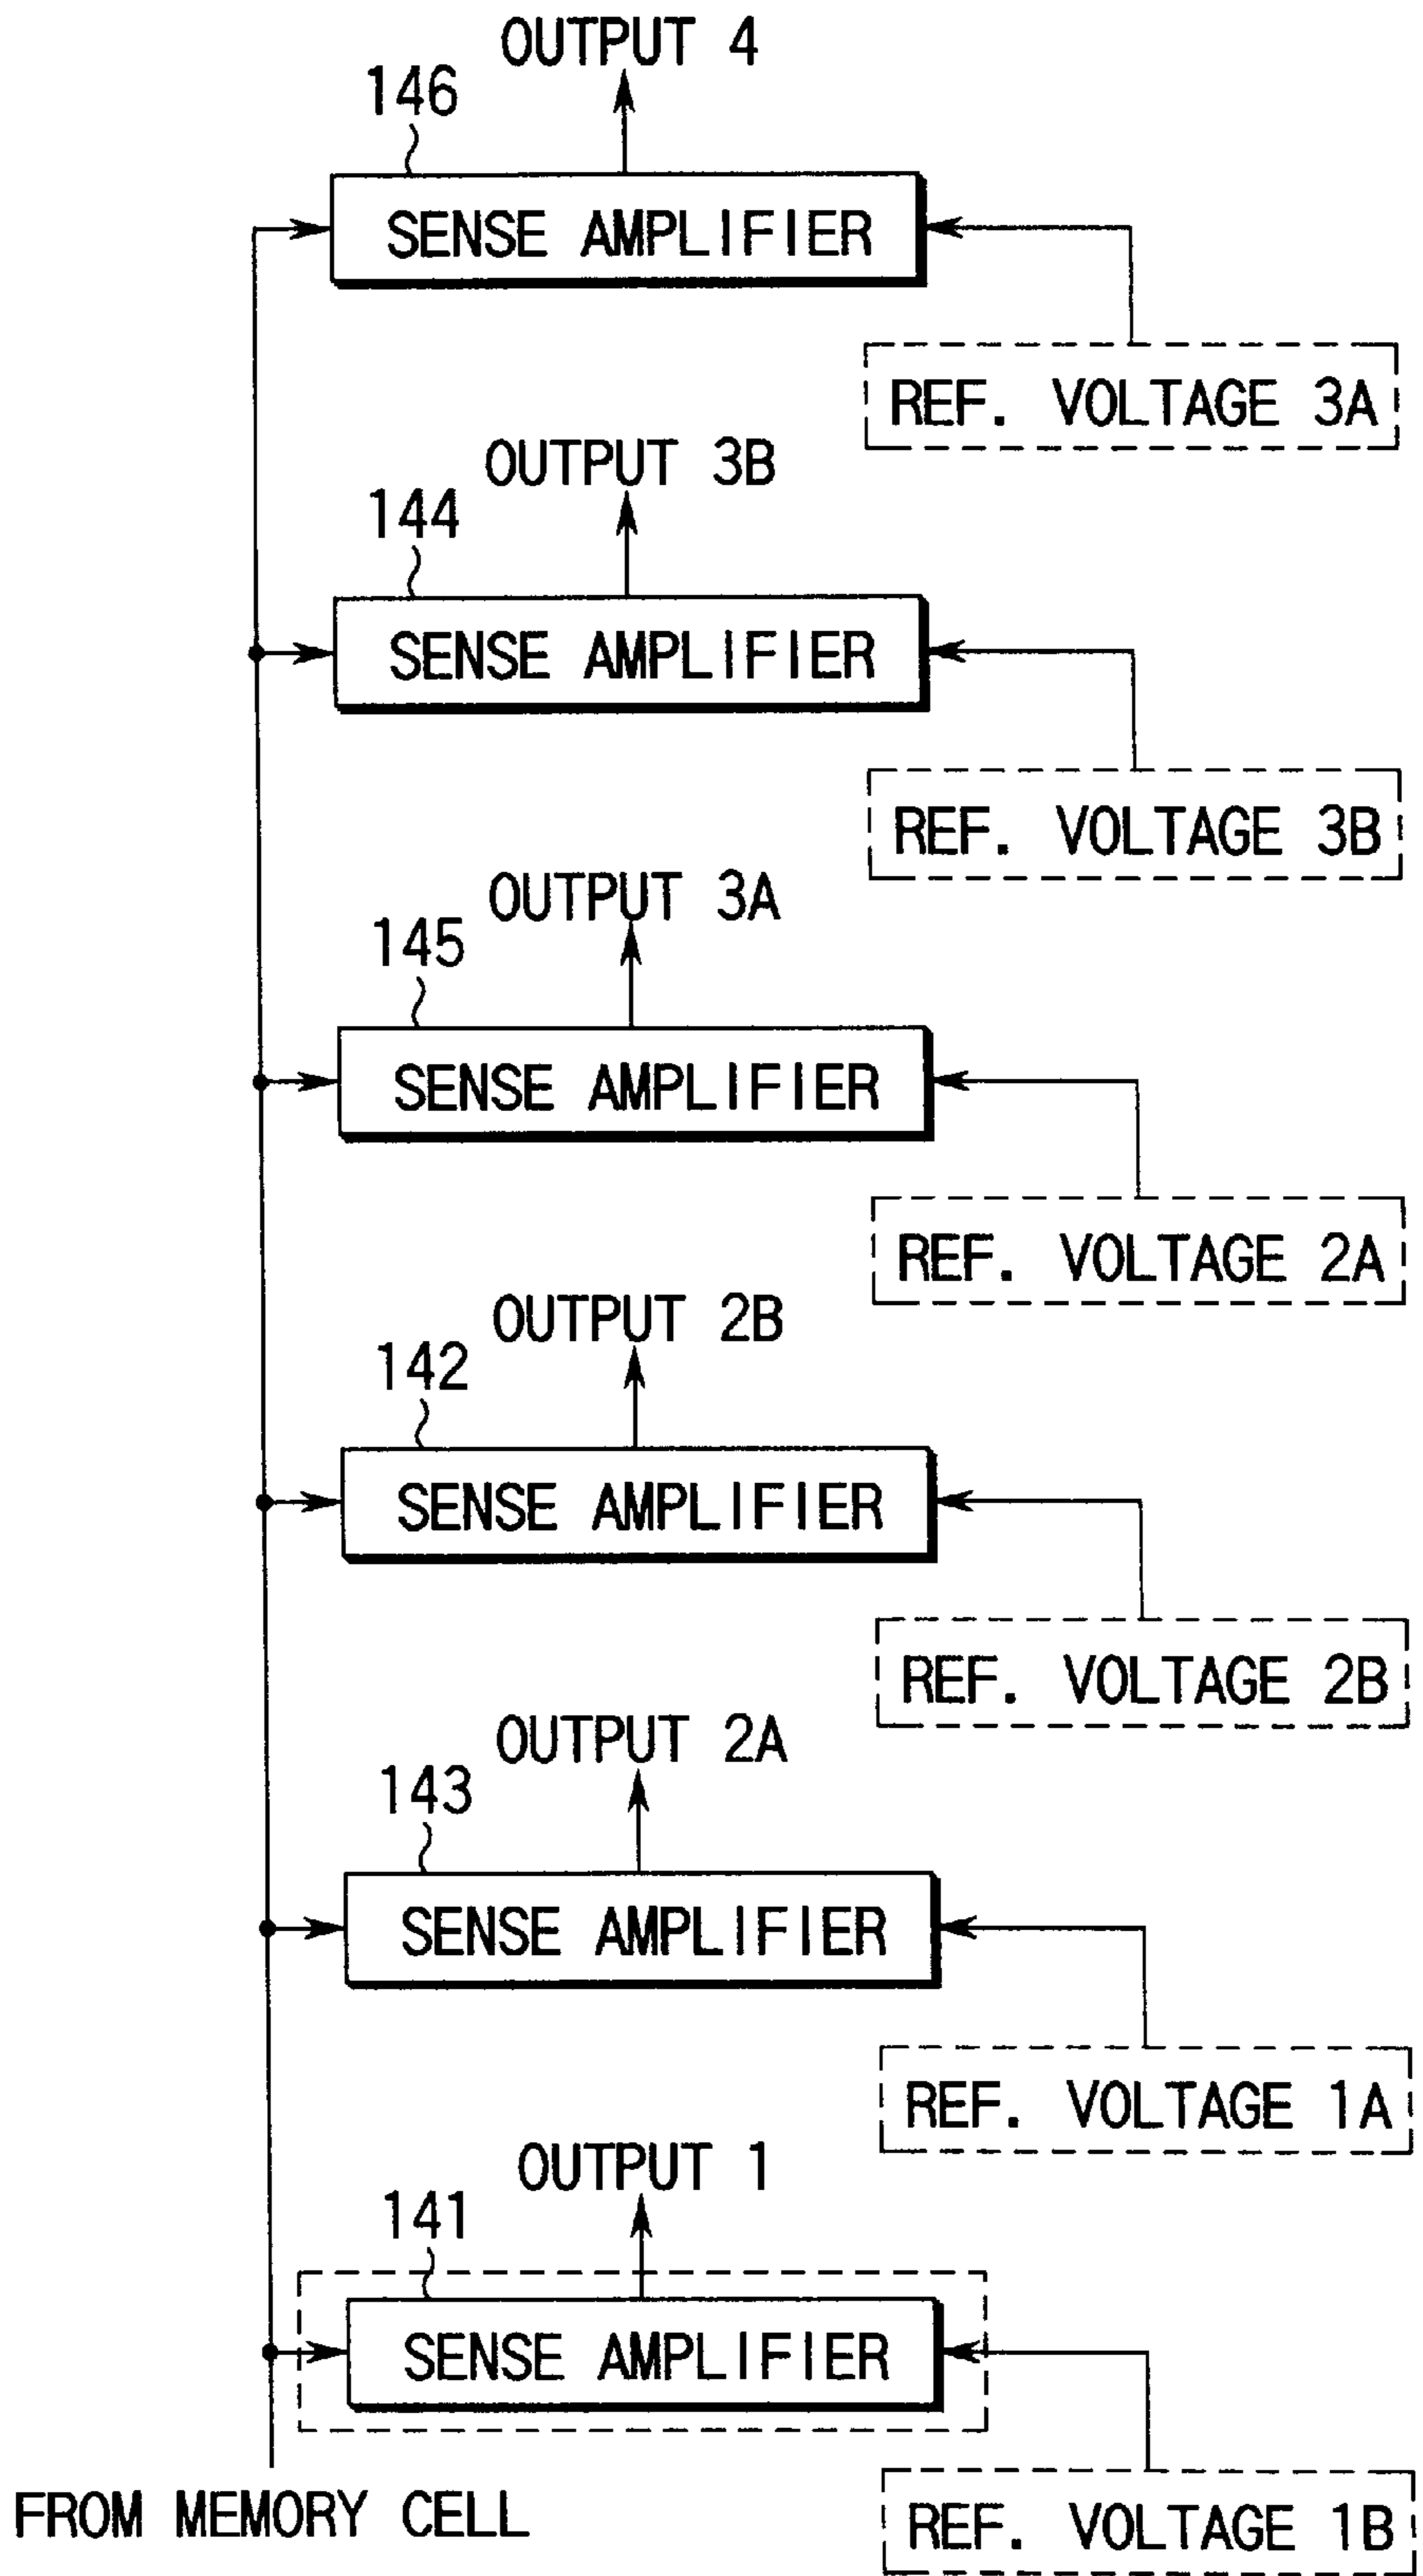 OUTPUT 4
146
SENSE AMPLIFIER
REF. VOLTAGE 3A
OUTPUT 3B
144
SENSE AMPLIFIER
REF. VOLTAGE 3B
OUTPUT 3A
145
SENSE AMPLIFIER
REF. VOLTAGE 2A
OUTPUT 2B
142
SENSE AMPLIFIER
REF. VOLTAGE 2B
OUTPUT 2A
143
SENSE AMPLIFIER
REF. VOLTAGE 1A
OUTPUT 1
141
SENSE AMPLIFIER
FROM MEMORY CELL
REF. VOLTAGE 1B